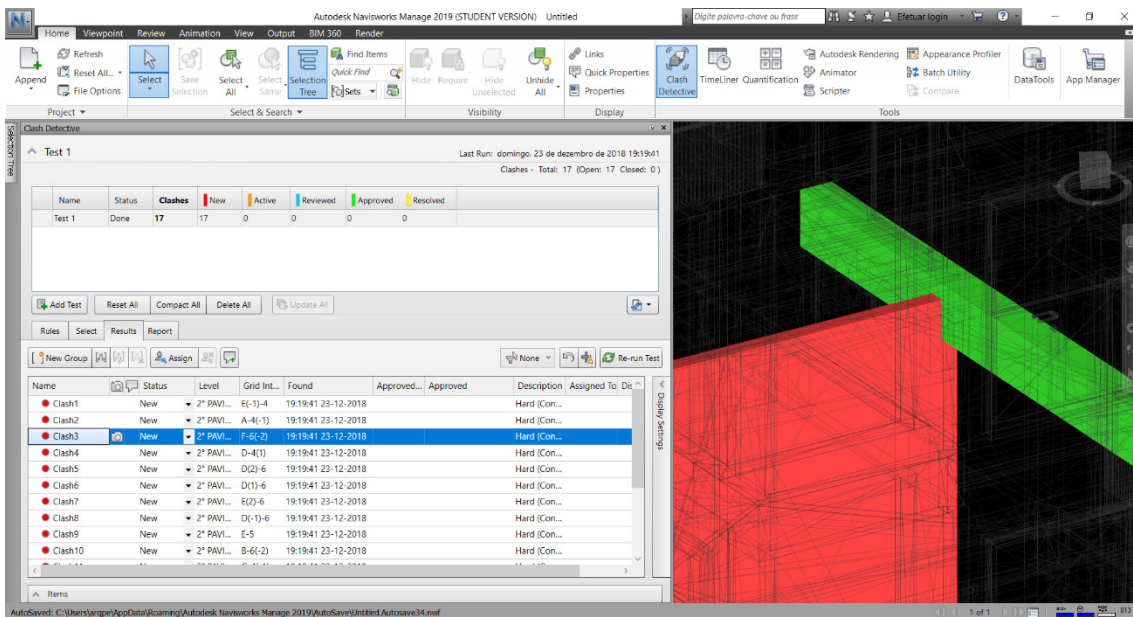 Autodesk Navisworks Manage 2019 (STUDENT VERSION) Untitled
Digite palavra-chave ou frase
Efetuar login
Home Viewpoint Review Animation View Output BIM 360 Render
Append
Refresh
Reset All...
File Options
Select
Save Selection
Select All
Select Same
Selection Tree
Find Items
Quick Find
Sets
Hide
Require
Hide Unselected
Unhide All
Links
Quick Properties
Properties
Clash Detective
TimeLiner
Quantification
Autodesk Rendering
Animator
Scripter
Appearance Profiler
Batch Utility
Compare
DataTools
App Manager
Project
Select & Search
Visibility
Display
Tools
Selection Tree
Clash Detective
Test 1
Last Run: domingo. 23 de dezembro de 2018 19:19:41
Clashes - Total: 17 (Open: 17 Closed: 0)
Name Status Clashes New Active Reviewed Approved Resolved
Test 1 Done 17 17 0 0 0 0
Add Test Reset All Compact All Delete All Update All
Rules Select Results Report
New Group Assign None Re-run Test
Name Status Level Grid Int... Found Approved... Approved Description Assigned To
Clash1 New 2° PAVI... E(-1)-4 19:19:41 23-12-2018 Hard (Con...
Clash2 New 2° PAVI... A-4(-1) 19:19:41 23-12-2018 Hard (Con...
Clash3 New 2° PAVI... F-6(-2) 19:19:41 23-12-2018 Hard (Con...
Clash4 New 2° PAVI... D-4(1) 19:19:41 23-12-2018 Hard (Con...
Clash5 New 2° PAVI... D(2)-6 19:19:41 23-12-2018 Hard (Con...
Clash6 New 2° PAVI... D(1)-6 19:19:41 23-12-2018 Hard (Con...
Clash7 New 2° PAVI... E(2)-6 19:19:41 23-12-2018 Hard (Con...
Clash8 New 2° PAVI... D(-1)-6 19:19:41 23-12-2018 Hard (Con...
Clash9 New 2° PAVI... E-5 19:19:41 23-12-2018 Hard (Con...
Clash10 New 2° PAVI... B-6(-2) 19:19:41 23-12-2018 Hard (Con...
Display Settings
Items
AutoSaved: C:\Users\arqpe\AppData\Roaming\Autodesk Navisworks Manage 2019\AutoSave\Untitled.Autosave34.nwf
1 of 1
813